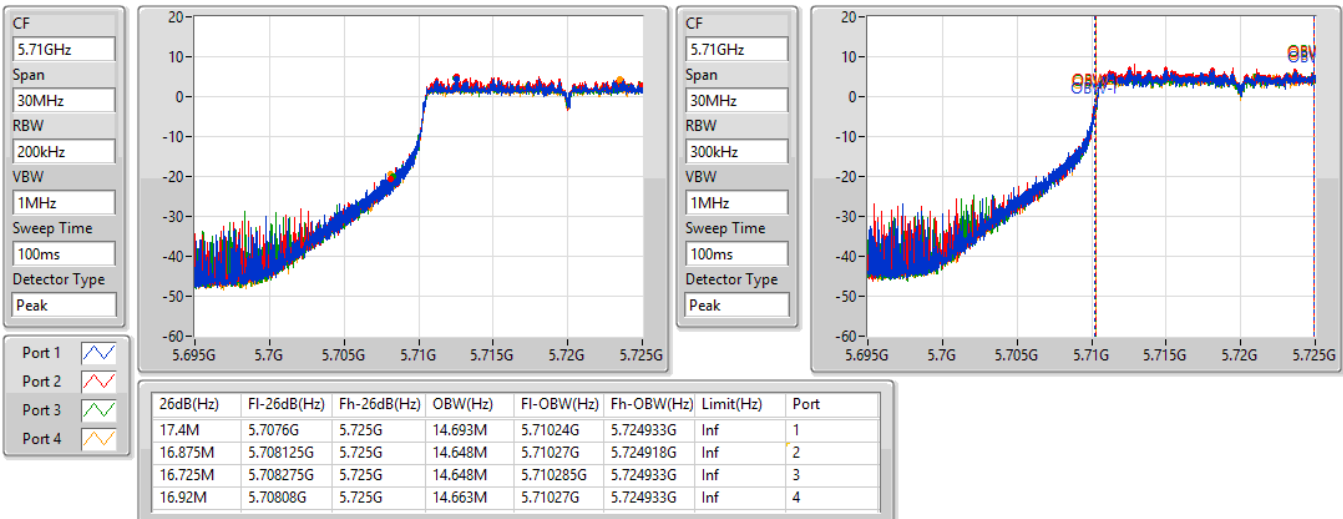 CF
5.71GHz
Span
30MHz
RBW
200kHz
VBW
1MHz
Sweep Time
100ms
Detector Type
Peak
20
10
0
-10
-20
-30
-40
-50
-60
5.695G 5.7G 5.705G 5.71G 5.715G 5.72G 5.725G
CF
5.71GHz
Span
30MHz
RBW
300kHz
VBW
1MHz
Sweep Time
100ms
Detector Type
Peak
20
10
0
-10
-20
-30
-40
-50
-60
5.695G 5.7G 5.705G 5.71G 5.715G 5.72G 5.725G
Port 1
Port 2
Port 3
Port 4
26dB(Hz) Fl-26dB(Hz) Fh-26dB(Hz) OBW(Hz) Fl-OBW(Hz) Fh-OBW(Hz) Limit(Hz) Port
17.4M 5.7076G 5.725G 14.693M 5.71024G 5.724933G Inf 1
16.875M 5.708125G 5.725G 14.648M 5.71027G 5.724918G Inf 2
16.725M 5.708275G 5.725G 14.648M 5.710285G 5.724933G Inf 3
16.92M 5.70808G 5.725G 14.663M 5.71027G 5.724933G Inf 4